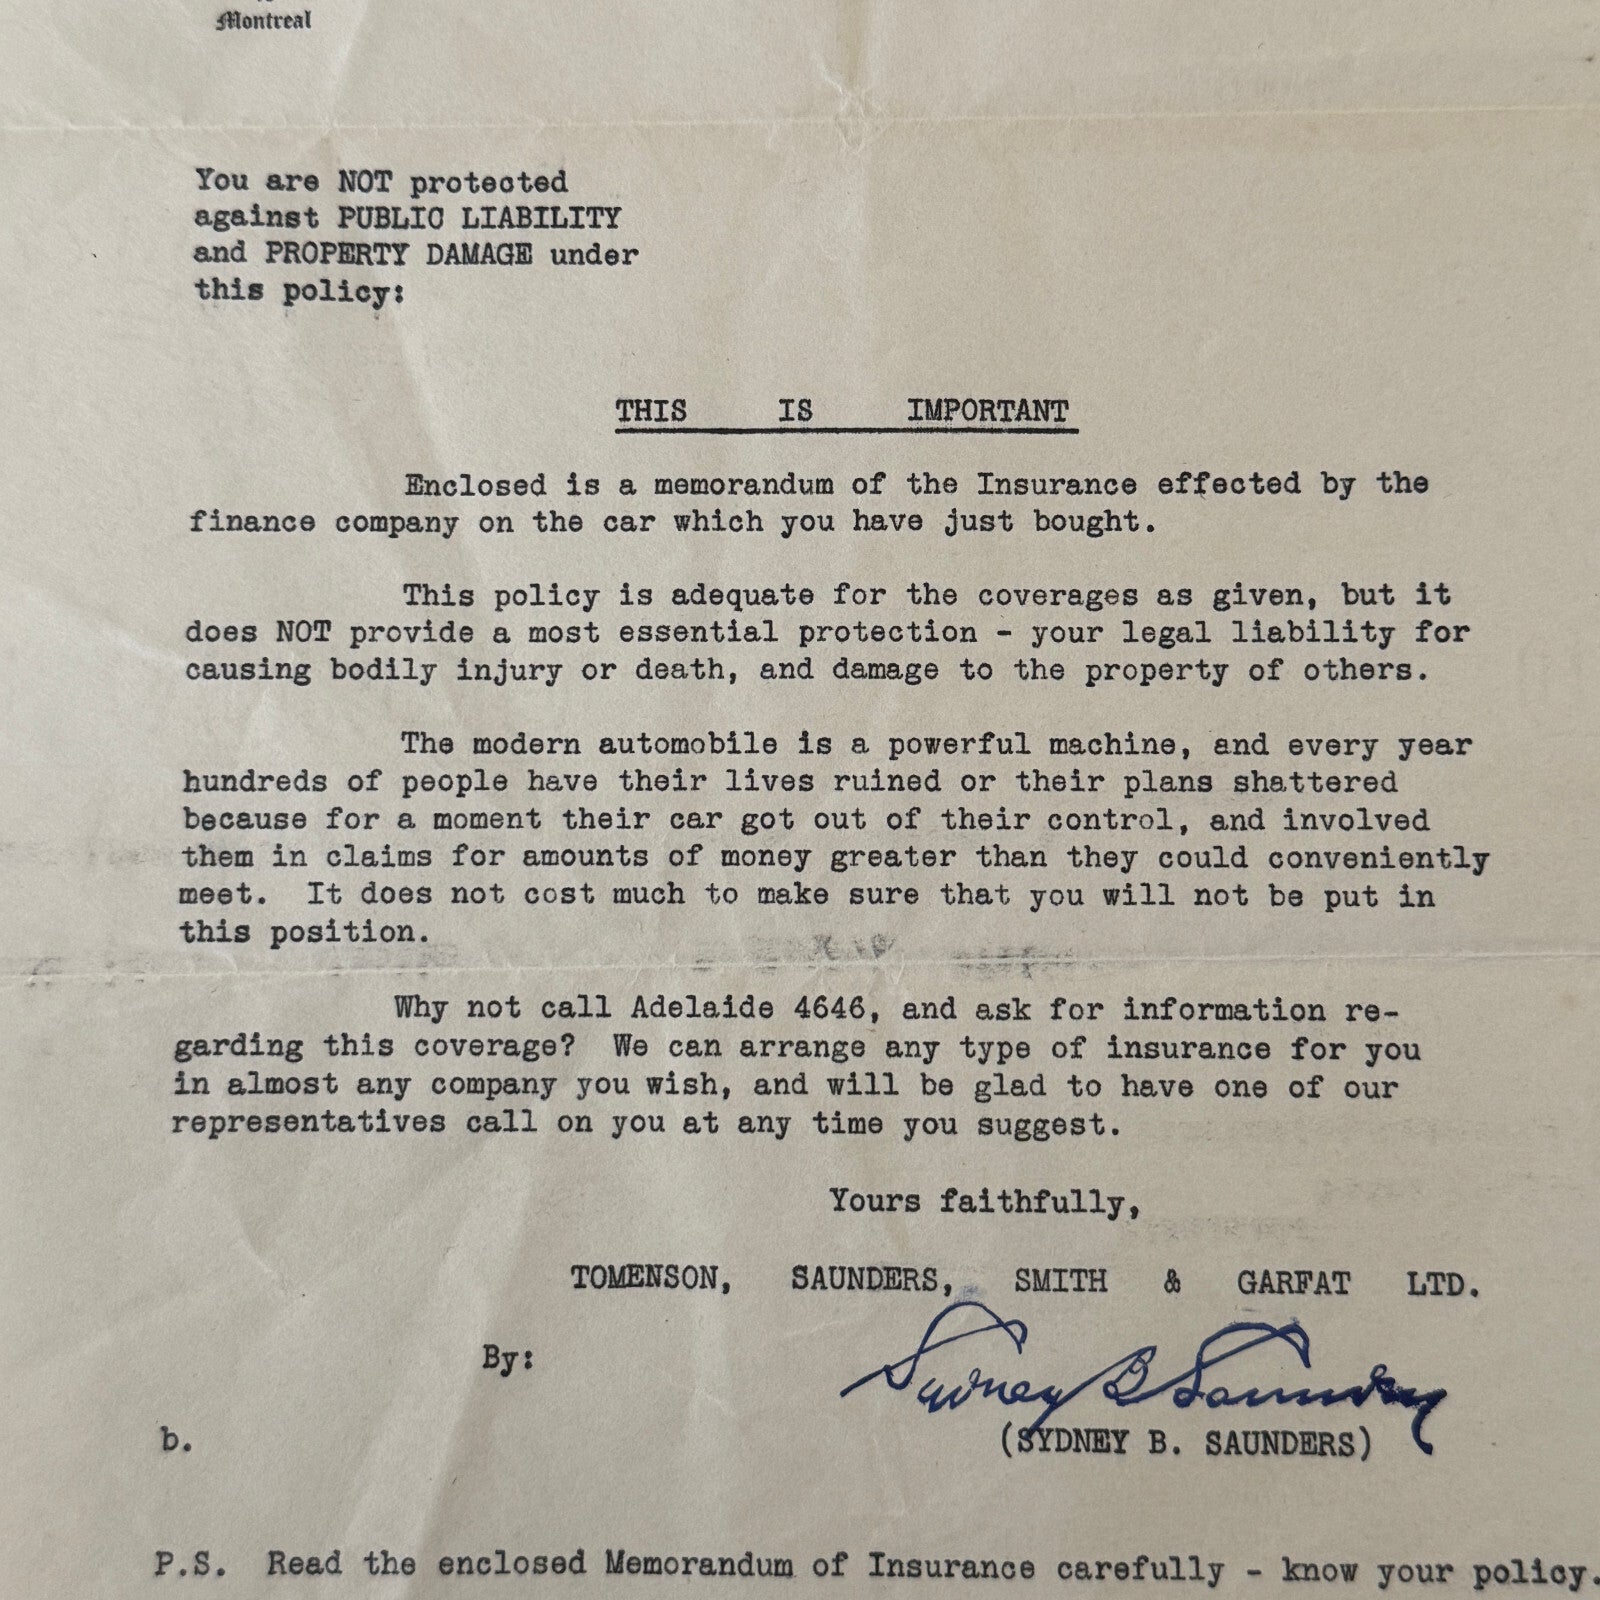 Montreal
You are NOT protected
against PUBLIC LIABILITY
and PROPERTY DAMAGE under
this policy:
THIS IS IMPORTANT
Enclosed is a memorandum of the Insurance effected by the
finance company on the car which you have just bought.
This policy is adequate for the coverages as given, but it
does NOT provide a most essential protection - your legal liability for
causing bodily injury or death, and damage to the property of others.
The modern automobile is a powerful machine, and every year
hundreds of people have their lives ruined or their plans shattered
because for a moment their car got out of their control, and involved
them in claims for amounts of money greater than they could conveniently
meet. It does not cost much to make sure that you will not be put in
this position.
Why not call Adelaide 4646, and ask for information re-
garding this coverage? We can arrange any type of insurance for you
in almost any company you wish, and will be glad to have one of our
representatives call on you at any time you suggest.
Yours faithfully,
TOMENSON, SAUNDERS, SMITH & GARFAT LTD.
By: Sydney B Saunders
(SYDNEY B. SAUNDERS)
b.
P.S. Read the enclosed Memorandum of Insurance carefully - know your policy.